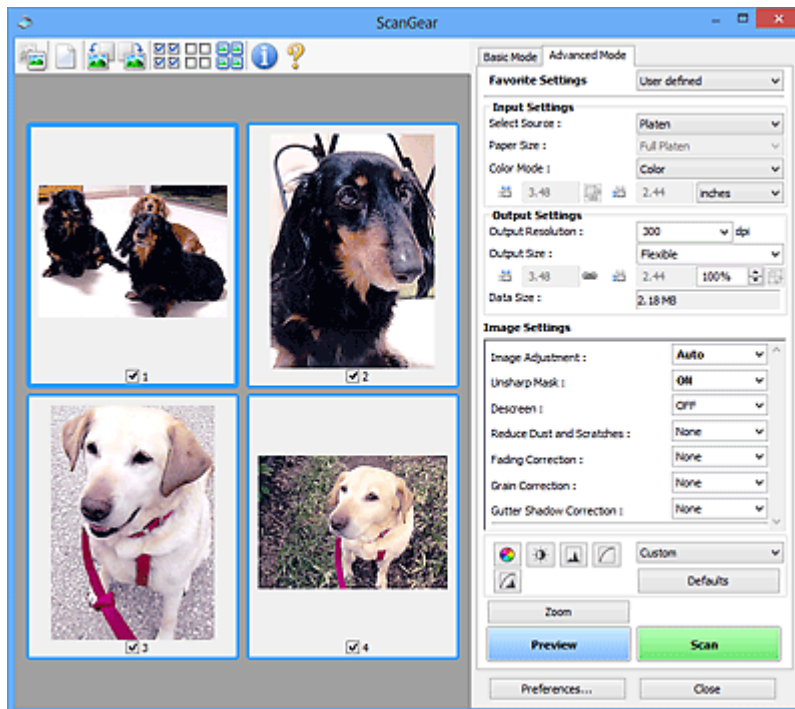 ScanGear
Basic Mode Advanced Mode
Favorite Settings User defined
Input Settings
Select Source : Platen
Paper Size : Full Platen
Color Mode : Color
3.48 2.44 inches
Output Settings
Output Resolution : 300 dpi
Output Size : Flexible
3.48 2.44 100%
Data Size : 2.18 MB
Image Settings
Image Adjustment : Auto
Unsharp Mask : ON
Descreen : OFF
Reduce Dust and Scratches : None
Fading Correction : None
Grain Correction : None
Gutter Shadow Correction : None
Custom
Defaults
Zoom
Preview Scan
Preferences... Close
1 2
3 4